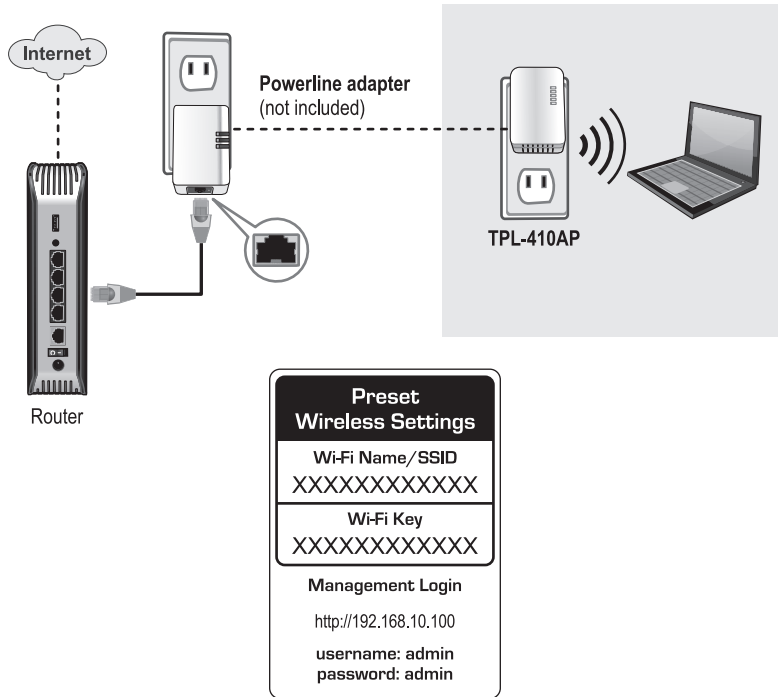 Internet
Powerline adapter
(not included)
TPL-410AP
Router
Preset
Wireless Settings
Wi-Fi Name/SSID
XXXXXXXXXXXX
Wi-Fi Key
XXXXXXXXXXXX
Management Login
http://192.168.10.100
username: admin
password: admin